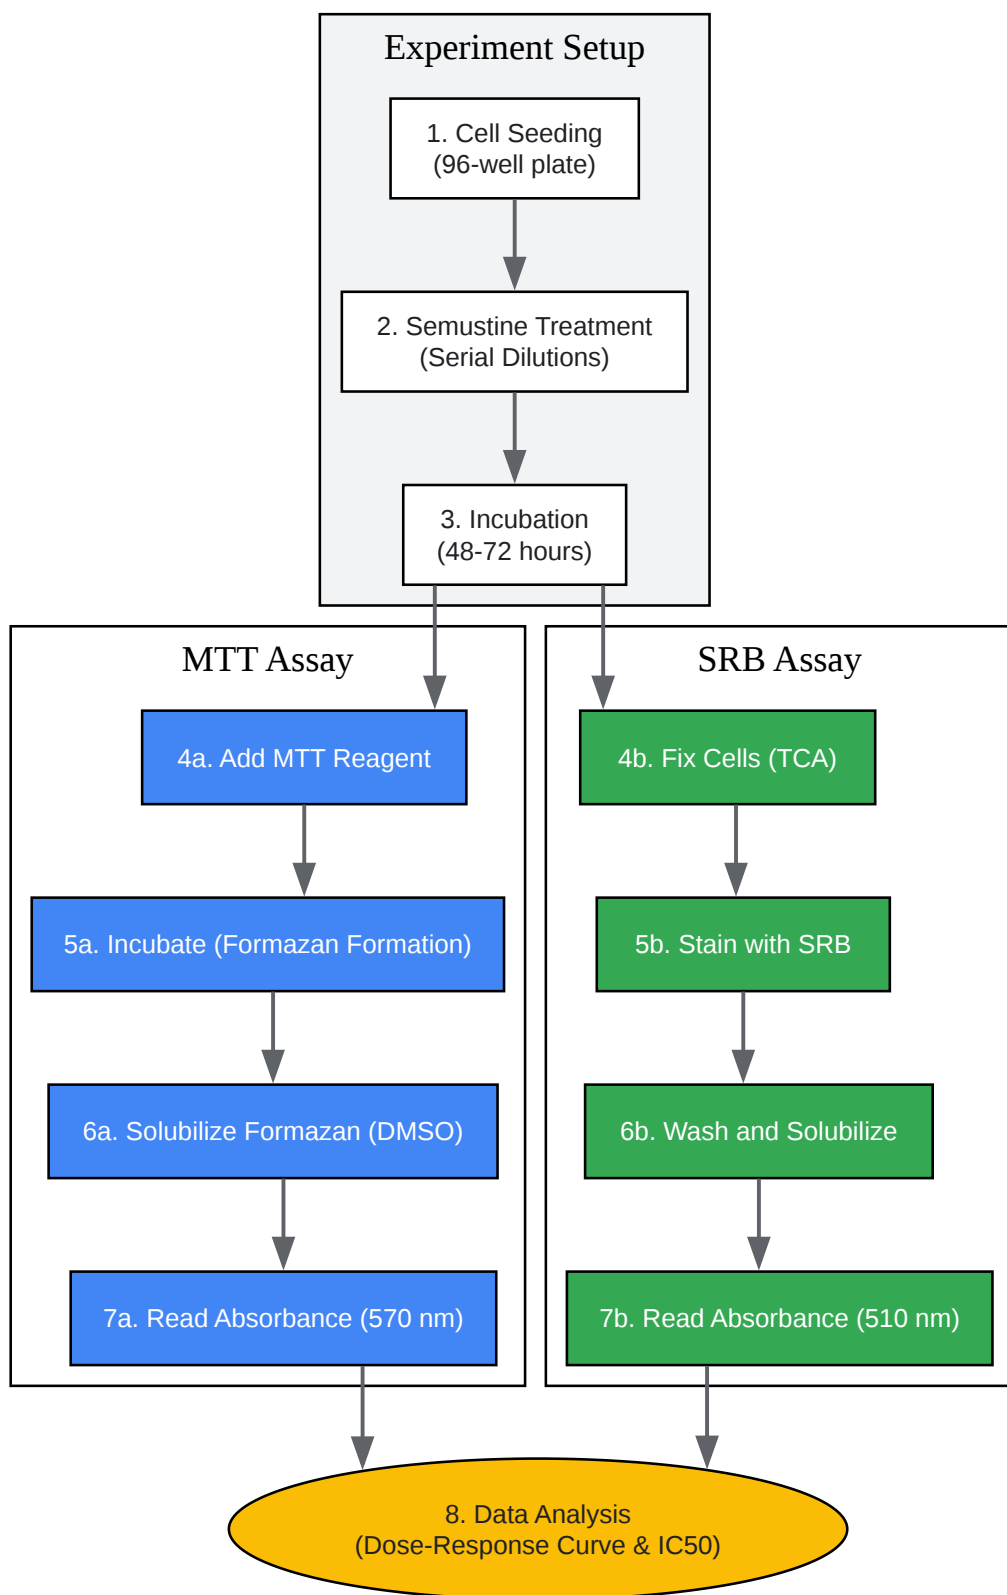 Experiment Setup
1. Cell Seeding
(96-well plate)
2. Semustine Treatment
(Serial Dilutions)
3. Incubation
(48-72 hours)
MTT Assay
4a. Add MTT Reagent
5a. Incubate (Formazan Formation)
6a. Solubilize Formazan (DMSO)
7a. Read Absorbance (570 nm)
SRB Assay
4b. Fix Cells (TCA)
5b. Stain with SRB
6b. Wash and Solubilize
7b. Read Absorbance (510 nm)
8. Data Analysis
(Dose-Response Curve & IC50)